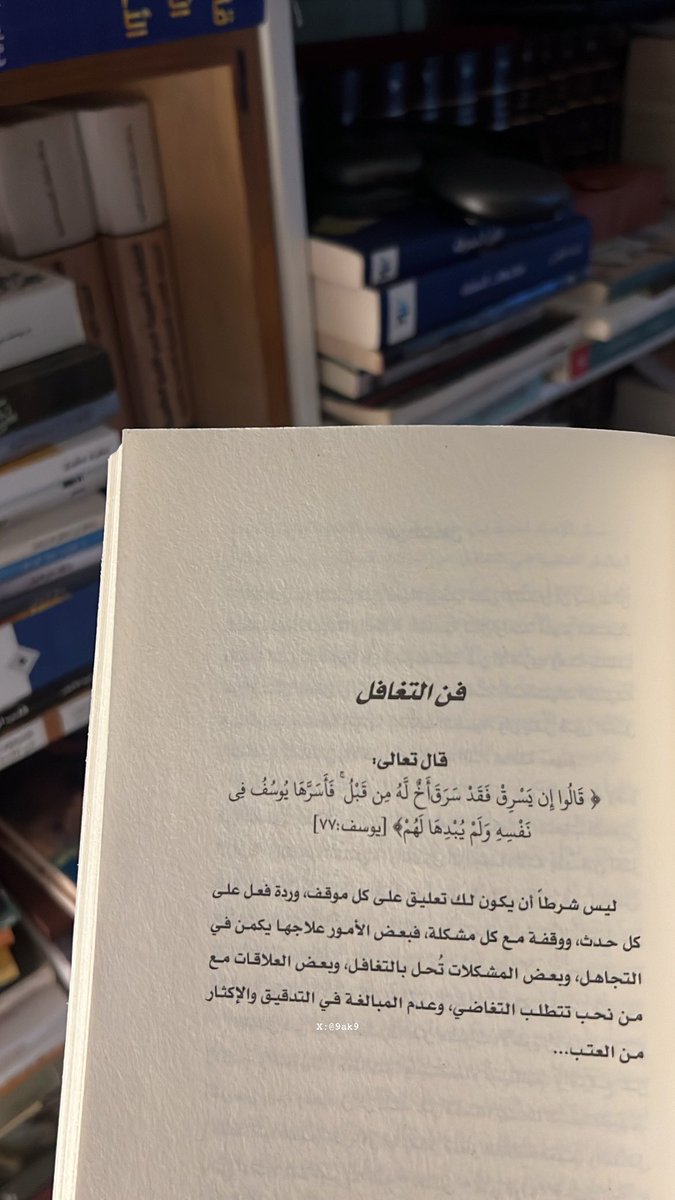 فن التغافل
قال تعالى:
﴿ قَالُوا إِن يَسْرِقْ فَقَدْ سَرَقَ أَخٌ لَّهُ مِن قَبْلُ ۚ فَأَسَرَّهَا يُوسُفُ فِى
نَفْسِهِ وَلَمْ يُبْدِهَا لَهُمْ﴾ [يوسف:٧٧]
ليس شرطاً أن يكون لك تعليق على كل موقف، وردة فعل على
كل حدث، ووقفة مع كل مشكلة، فبعض الأمور علاجها يكمن في
التجاهل، وبعض المشكلات تُحل بالتغافل، وبعض العلاقات مع
من نحب تتطلب التغاضي، وعدم المبالغة في التدقيق والإكثار
من العتب...
X:@9ak9